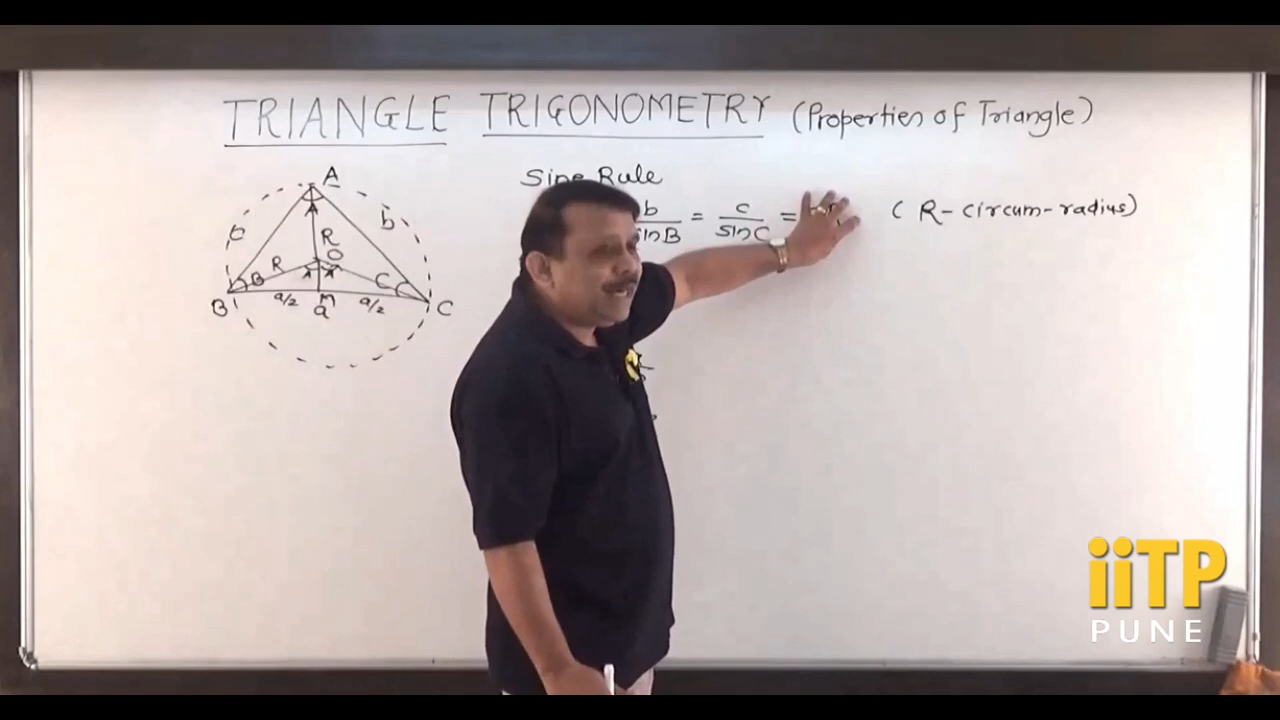 TRIANGLE TRIGONOMETRY (Properties of Triangle)
Sine Rule
b/sinB = c/sinC = (R-circum-radius)
A
c
b
A
R
O
B
R
C
A A
B
a/2
m
a/2
C
a
iiTP
PUNE